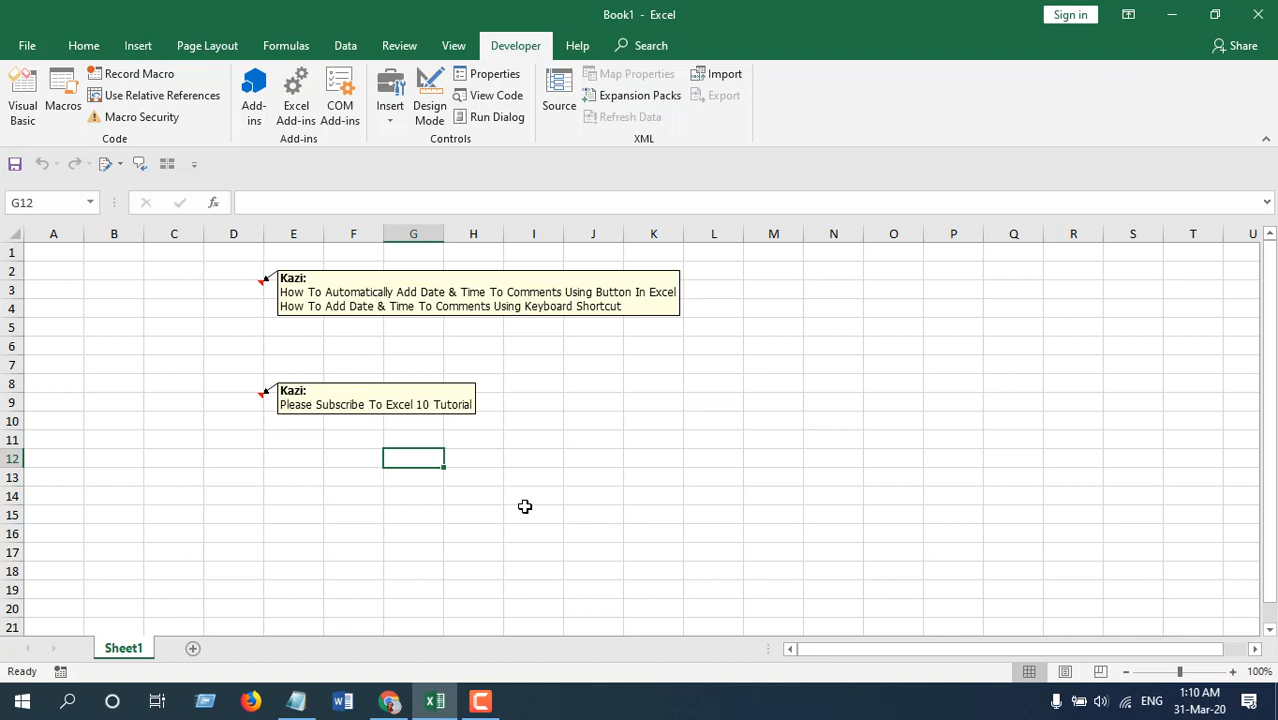 Book1 - Excel
Sign in
File Home Insert Page Layout Formulas Data Review View Developer Help Search Share
Visual Basic
Macros
Record Macro
Use Relative References
Macro Security
Code
Add-ins
Excel Add-ins
COM Add-ins
Add-ins
Insert
Design Mode
Properties
View Code
Run Dialog
Controls
Source
Map Properties
Expansion Packs
Refresh Data
Import
Export
XML
G12
fx
A B C D E F G H I J K L M N O P Q R S T U
1
2
3
4
5
6
7
8
9
10
11
12
13
14
15
16
17
18
19
20
21
Kazi:
How To Automatically Add Date & Time To Comments Using Button In Excel
How To Add Date & Time To Comments Using Keyboard Shortcut
Kazi:
Please Subscribe To Excel 10 Tutorial
Sheet1
Ready
100%
ENG
1:10 AM
31-Mar-20